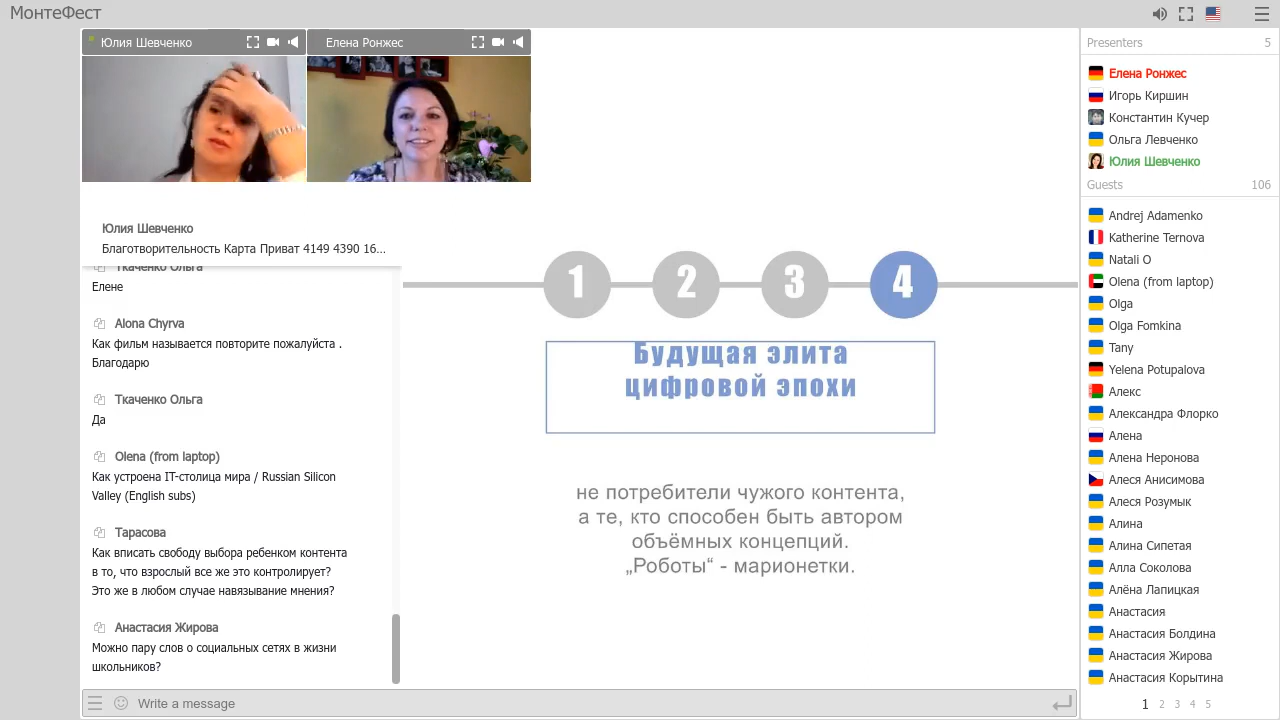 МонтеФест
Юлия Шевченко
Елена Ронжес
Юлия Шевченко
Благотворительность Карта Приват 4149 4390 16...
Ткаченко Ольга
Елене
Alona Chyrva
Как фильм называется повторите пожалуйста .
Благодарю
Ткаченко Ольга
Да
Olena (from laptop)
Как устроена IT-столица мира / Russian Silicon
Valley (English subs)
Тарасова
Как вписать свободу выбора ребенком контента
в то, что взрослый все же это контролирует?
Это же в любом случае навязывание мнения?
Анастасия Жирова
Можно пару слов о социальных сетях в жизни
школьников?
Write a message
1 2 3 4
Будущая элита
цифровой эпохи
не потребители чужого контента,
а те, кто способен быть автором
объёмных концепций.
„Роботы“ - марионетки.
Presenters 5
Елена Ронжес
Игорь Киршин
Константин Кучер
Ольга Левченко
Юлия Шевченко
Guests 106
Andrej Adamenko
Katherine Ternova
Natali O
Olena (from laptop)
Olga
Olga Fomkina
Tany
Yelena Potupalova
Алекс
Александра Флорко
Алена
Алена Неронова
Алеся Анисимова
Алеся Розумык
Алина
Алина Сипетая
Алла Соколова
Алёна Лапицкая
Анастасия
Анастасия Болдина
Анастасия Жирова
Анастасия Корытина
1 2 3 4 5